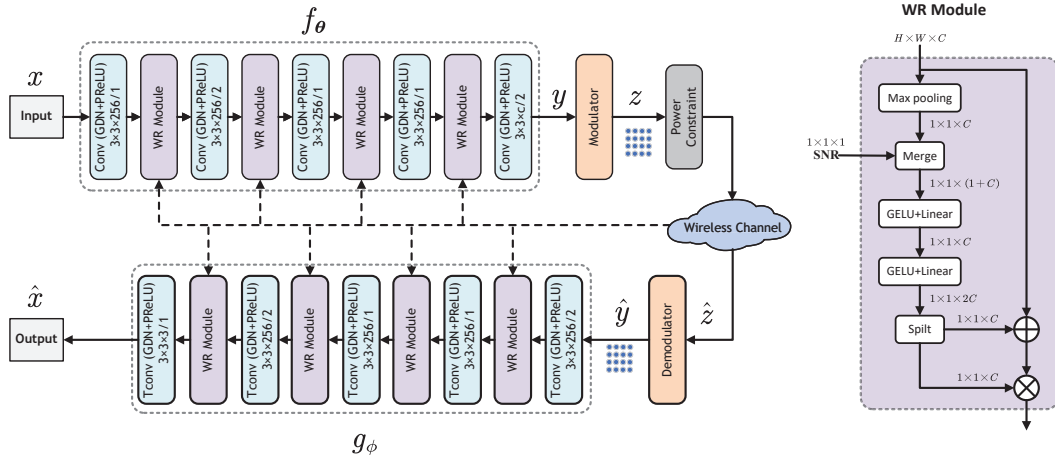 f_θ
x
Input
Conv (GDN+PReLU)
3×3×256/1
WR Module
Conv (GDN+PReLU)
3×3×256/2
WR Module
Conv (GDN+PReLU)
3×3×256/1
WR Module
Conv (GDN+PReLU)
3×3×256/1
WR Module
Conv (GDN+PReLU)
3×3×c/2
y
Modulator
z
Power
Constraint
Wireless Channel
x̂
Output
Tconv (GDN+PReLU)
3×3×3/1
WR Module
Tconv (GDN+PReLU)
3×3×256/2
WR Module
Tconv (GDN+PReLU)
3×3×256/1
WR Module
Tconv (GDN+PReLU)
3×3×256/1
WR Module
Tconv (GDN+PReLU)
3×3×256/2
ŷ
Demodulator
ẑ
g_ϕ
WR Module
H×W×C
Max pooling
1×1×C
1×1×1
SNR
Merge
1×1×(1+C)
GELU+Linear
1×1×C
GELU+Linear
1×1×2C
Spilt
1×1×C
1×1×C